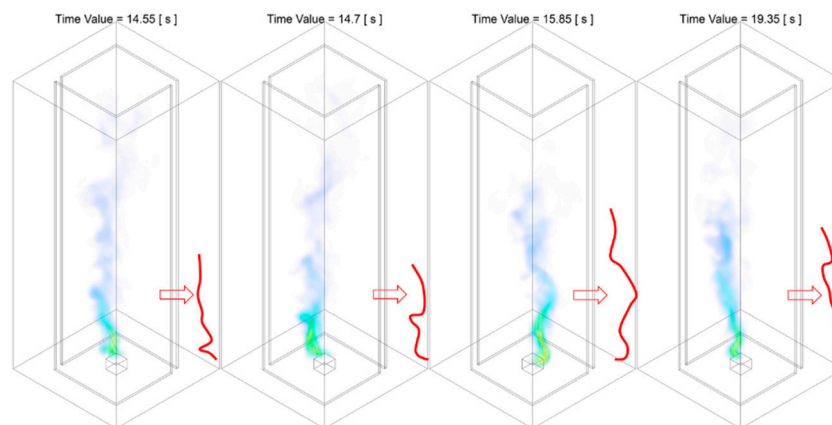 Time Value = 14.55 [ s ]
Time Value = 14.7 [ s ]
Time Value = 15.85 [ s ]
Time Value = 19.35 [ s ]